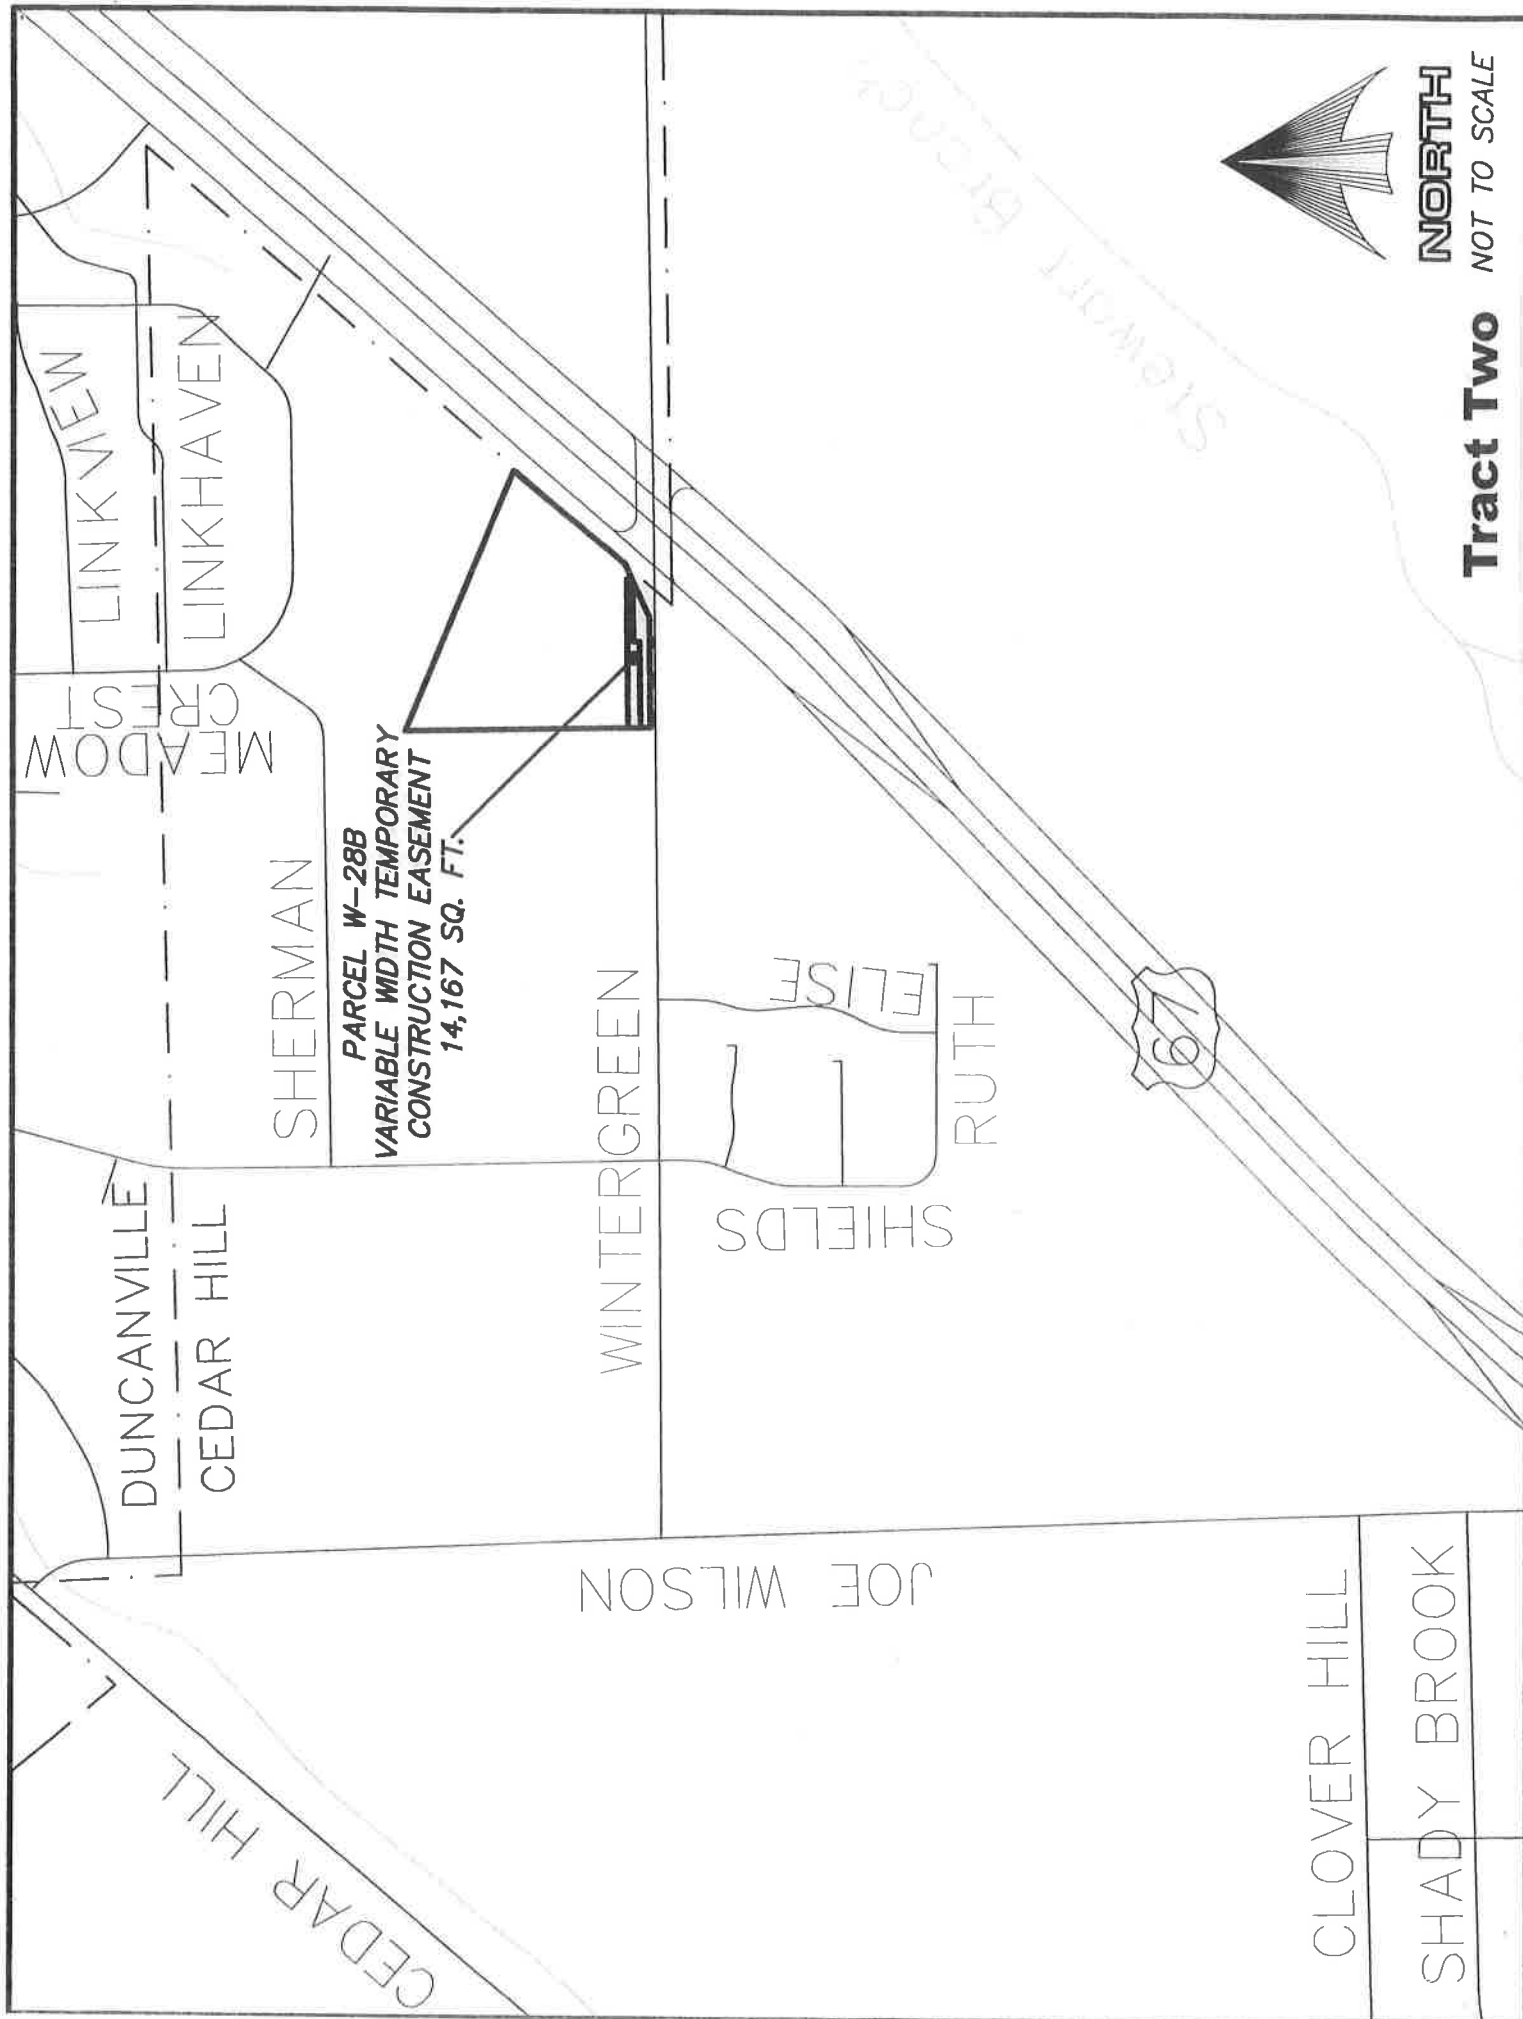 LINKVIEW
LINKHAVEN
MEADOW
CREST
SHERMAN
DUNCANVILLE
CEDAR HILL
PARCEL W-28B
VARIABLE WIDTH TEMPORARY
CONSTRUCTION EASEMENT
14,167 SQ. FT.
WINTERGREEN
ELISE
RUTH
SHIELDS
67
JOE WILSON
CEDAR HILL
CLOVER HILL
SHADY BROOK
Stewart Branch
NORTH
Tract Two
NOT TO SCALE